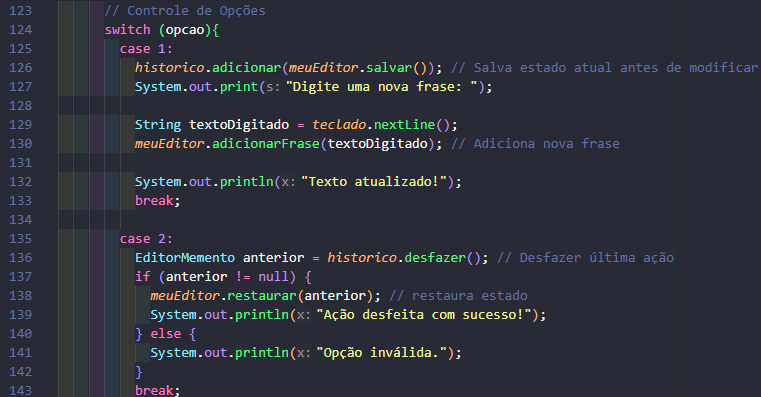 123 // Controle de Opções
124 switch (opcao){
125 case 1:
126 historico.adicionar(meuEditor.salvar()); // Salva estado atual antes de modificar
127 System.out.print(s: "Digite uma nova frase: ");
128
129 String textoDigitado = teclado.nextLine();
130 meuEditor.adicionarFrase(textoDigitado); // Adiciona nova frase
131
132 System.out.println(x: "Texto atualizado!");
133 break;
134
135 case 2:
136 EditorMemento anterior = historico.desfazer(); // Desfazer última ação
137 if (anterior != null) {
138 meuEditor.restaurar(anterior); // restaura estado
139 System.out.println(x: "Ação desfeita com sucesso!");
140 } else {
141 System.out.println(x: "Opção inválida.");
142 }
143 break;